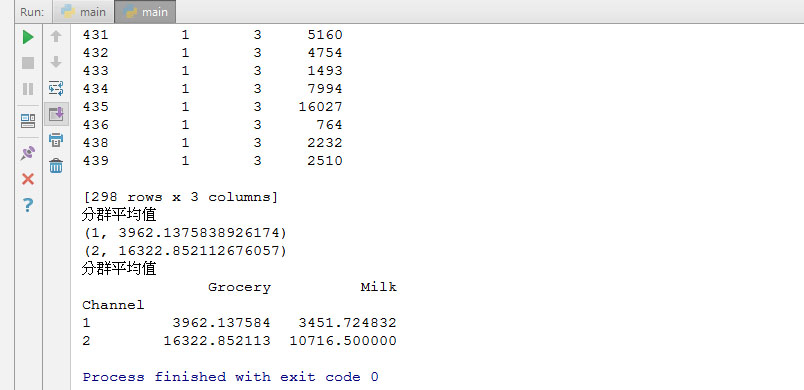 Run: main main
431 1 3 5160
432 1 3 4754
433 1 3 1493
434 1 3 7994
435 1 3 16027
436 1 3 764
438 1 3 2232
439 1 3 2510
[298 rows x 3 columns]
分群平均值
(1, 3962.1375838926174)
(2, 16322.852112676057)
分群平均值
Grocery Milk
Channel
1 3962.137584 3451.724832
2 16322.852113 10716.500000
Process finished with exit code 0